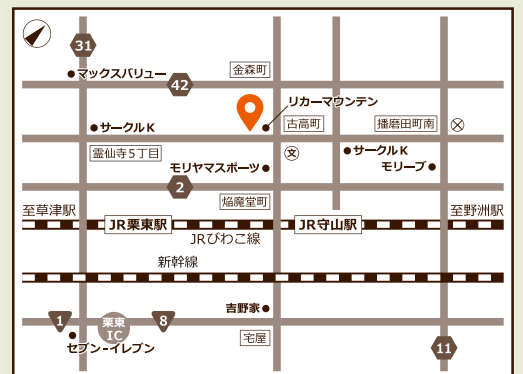 31
マックスバリュー
42
金森町
リカーマウンテン
サークルK
古高町
播磨田町南
霊仙寺5丁目
文
サークルK
モリヤマスポーツ
モリーブ
2
焔魔堂町
至草津駅
JR栗東駅
JR守山駅
至野洲駅
JRびわこ線
新幹線
吉野家
1
栗東
IC
8
宅屋
セブン-イレブン
11